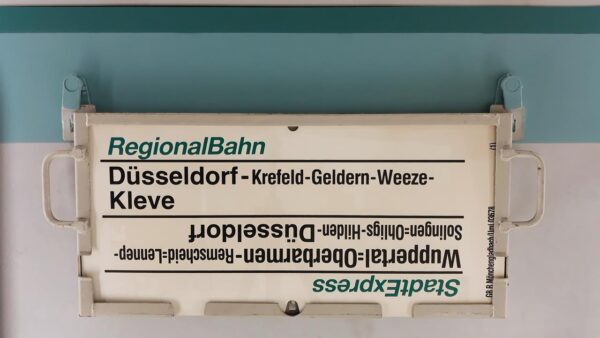 RegionalBahn
Düsseldorf-Krefeld-Geldern-Weeze-
Kleve
StadtExpress
Wuppertal=Oberbarmen-Remscheid=Lennep-
Solingen-Ohligs-Hilden-Düsseldorf